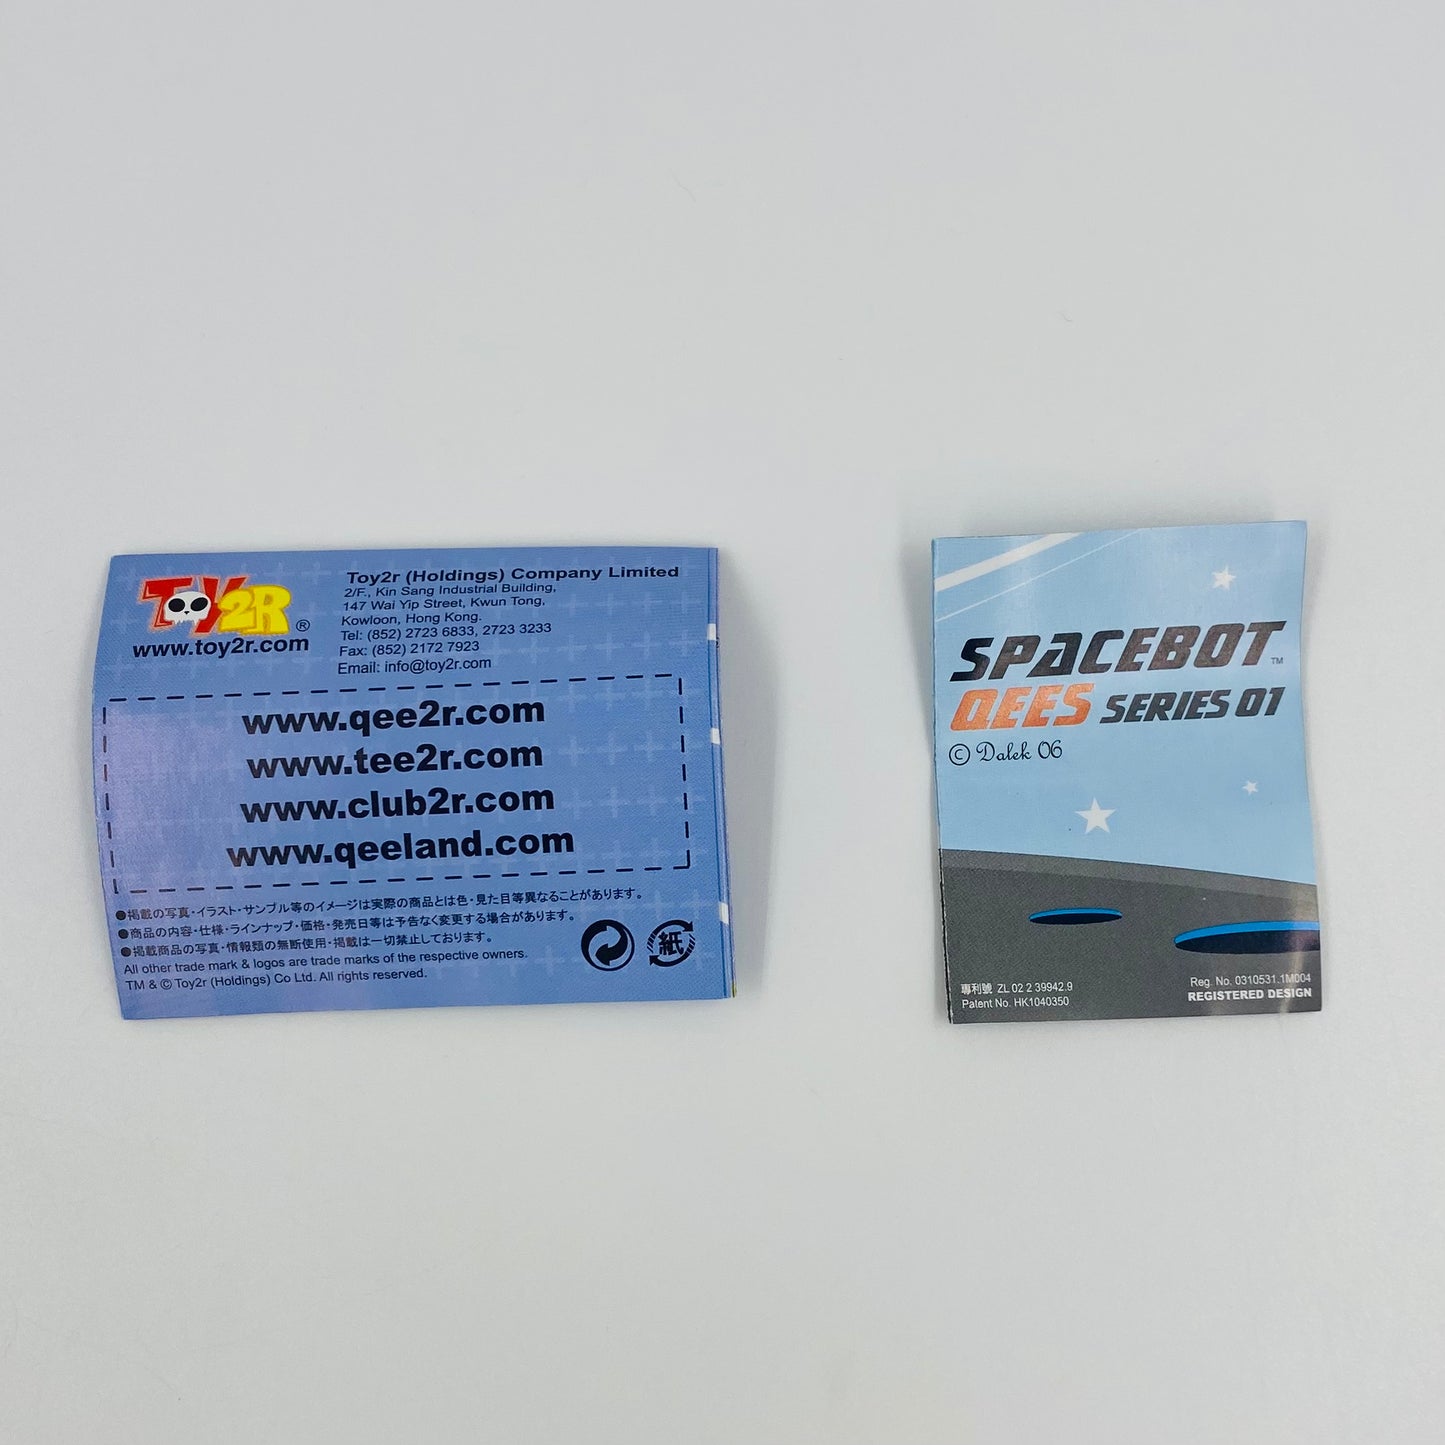 TOY2R ®
www.toy2r.com
Toy2r (Holdings) Company Limited
2/F., Kin Sang Industrial Building,
147 Wai Yip Street, Kwun Tong,
Kowloon, Hong Kong.
Tel: (852) 2723 6833, 2723 3233
Fax: (852) 2172 7923
Email: info@toy2r.com
www.qee2r.com
www.tee2r.com
www.club2r.com
www.qeeland.com
●掲載の写真・イラスト・サンプル等のイメージは実際の商品とは色・見た目等異なることがあります。
●商品の内容・仕様・ラインナップ・価格・発売日等は予告なく変更する場合があります。
●掲載商品の写真・情報類の無断使用・掲載は一切禁止しております。
All other trade mark & logos are trade marks of the respective owners.
TM & © Toy2r (Holdings) Co Ltd. All rights reserved.
紙
SPACEBOT™
QEES SERIES 01
© Dalek 06
專利號 ZL 02 2 39942.9
Patent No. HK1040350
Reg. No. 0310531.1M004
REGISTERED DESIGN